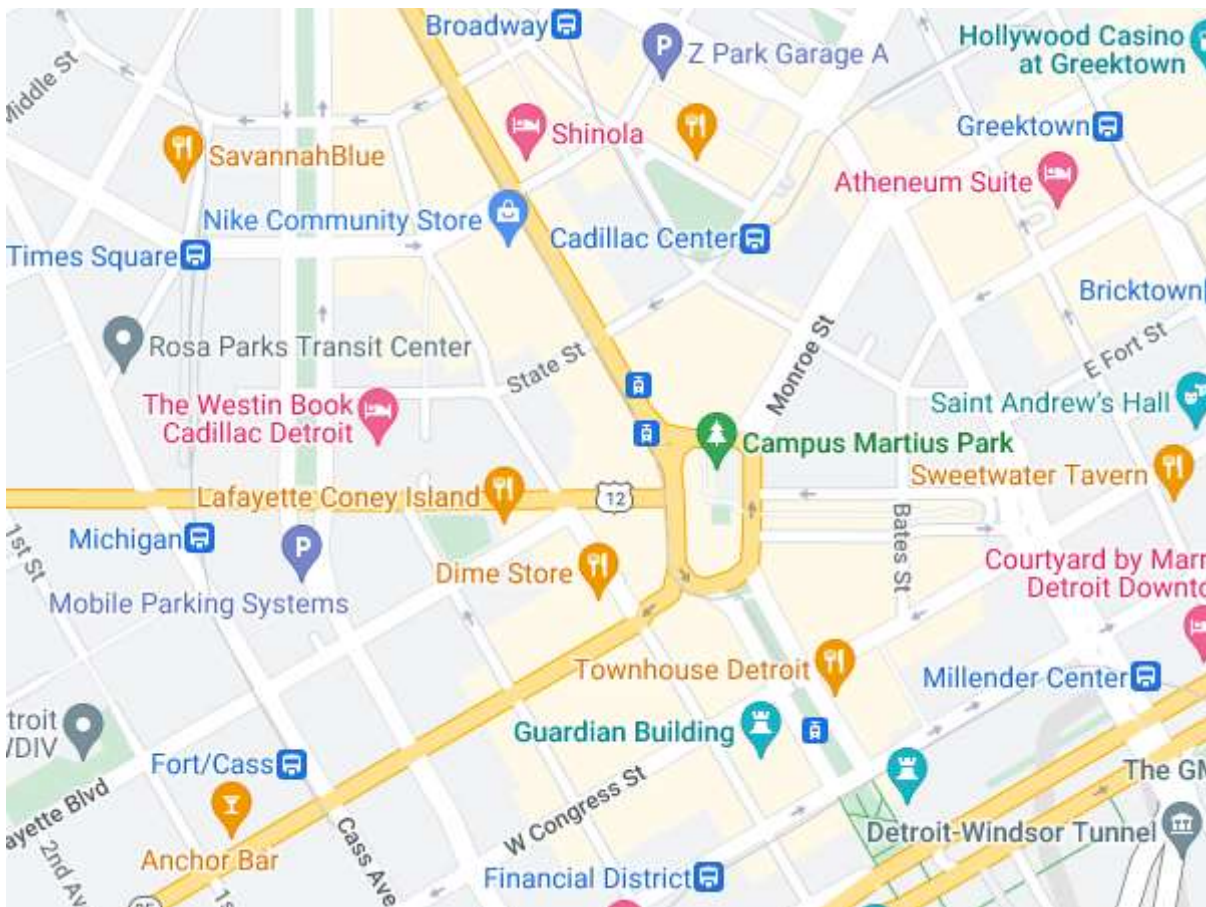 Broadway
Z Park Garage A
Hollywood Casino
at Greektown
Middle St
Shinola
Greektown
SavannahBlue
Atheneum Suite
Nike Community Store
Cadillac Center
Times Square
Bricktown
Rosa Parks Transit Center
State St
Monroe St
E Fort St
The Westin Book
Cadillac Detroit
Saint Andrew's Hall
Campus Martius Park
Sweetwater Tavern
Lafayette Coney Island
12
Bates St
1st St
Michigan
Dime Store
Courtyard by Marr
Detroit Downto
Mobile Parking Systems
Townhouse Detroit
Millender Center
troit
/DIV
Guardian Building
Fort/Cass
The GM
ayette Blvd
W Congress St
Cass Ave
Detroit-Windsor Tunnel
2nd Av
Anchor Bar
1s
Financial District